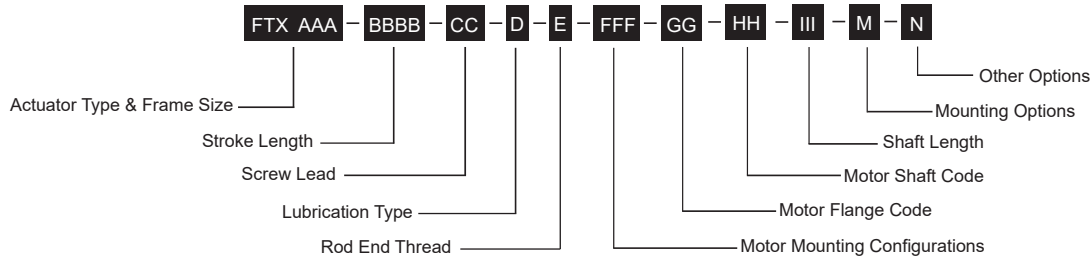 FTX AAA – BBBB – CC – D – E – FFF – GG – HH – III – M – N
Other Options
Actuator Type & Frame Size
Mounting Options
Stroke Length
Shaft Length
Screw Lead
Motor Shaft Code
Lubrication Type
Motor Flange Code
Rod End Thread
Motor Mounting Configurations